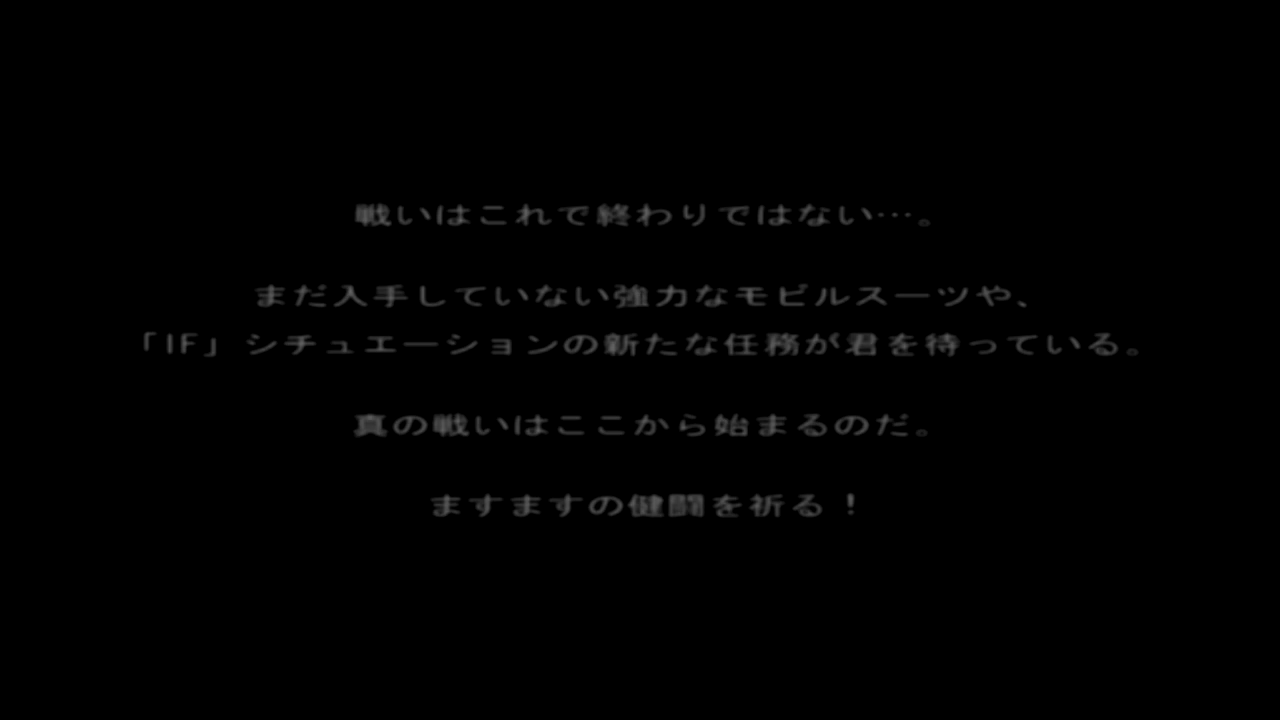 戦いはこれで終わりではない…。
まだ入手していない強力なモビルスーツや、
「IF」シチュエーションの新たな任務が君を待っている。
真の戦いはここから始まるのだ。
ますますの健闘を祈る！